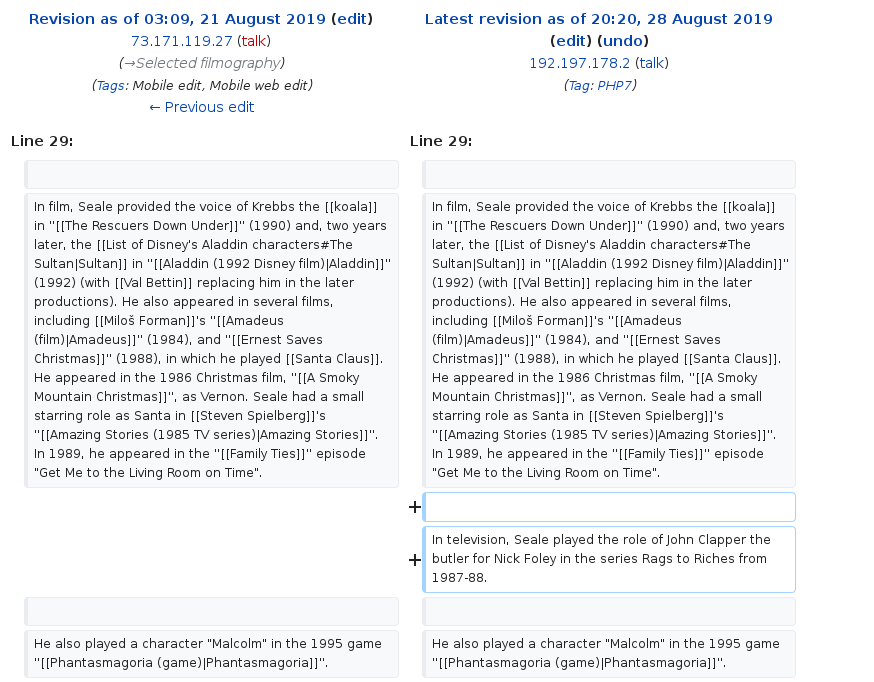 Revision as of 03:09, 21 August 2019 (edit)
73.171.119.27 (talk)
(→Selected filmography)
(Tags: Mobile edit, Mobile web edit)
← Previous edit
Latest revision as of 20:20, 28 August 2019
(edit) (undo)
192.197.178.2 (talk)
(Tag: PHP7)
Line 29:
Line 29:
In film, Seale provided the voice of Krebbs the [[koala]]
in ''[[The Rescuers Down Under]]'' (1990) and, two years
later, the [[List of Disney's Aladdin characters#The
Sultan|Sultan]] in ''[[Aladdin (1992 Disney film)|Aladdin]]''
(1992) (with [[Val Bettin]] replacing him in the later
productions). He also appeared in several films,
including [[Miloš Forman]]'s ''[[Amadeus
(film)|Amadeus]]'' (1984), and ''[[Ernest Saves
Christmas]]'' (1988), in which he played [[Santa Claus]].
He appeared in the 1986 Christmas film, ''[[A Smoky
Mountain Christmas]]'', as Vernon. Seale had a small
starring role as Santa in [[Steven Spielberg]]'s
''[[Amazing Stories (1985 TV series)|Amazing Stories]]''.
In 1989, he appeared in the ''[[Family Ties]]'' episode
"Get Me to the Living Room on Time".
In film, Seale provided the voice of Krebbs the [[koala]]
in ''[[The Rescuers Down Under]]'' (1990) and, two years
later, the [[List of Disney's Aladdin characters#The
Sultan|Sultan]] in ''[[Aladdin (1992 Disney film)|Aladdin]]''
(1992) (with [[Val Bettin]] replacing him in the later
productions). He also appeared in several films,
including [[Miloš Forman]]'s ''[[Amadeus
(film)|Amadeus]]'' (1984), and ''[[Ernest Saves
Christmas]]'' (1988), in which he played [[Santa Claus]].
He appeared in the 1986 Christmas film, ''[[A Smoky
Mountain Christmas]]'', as Vernon. Seale had a small
starring role as Santa in [[Steven Spielberg]]'s
''[[Amazing Stories (1985 TV series)|Amazing Stories]]''.
In 1989, he appeared in the ''[[Family Ties]]'' episode
"Get Me to the Living Room on Time".
+
+
In television, Seale played the role of John Clapper the
butler for Nick Foley in the series Rags to Riches from
1987-88.
He also played a character "Malcolm" in the 1995 game
''[[Phantasmagoria (game)|Phantasmagoria]]''.
He also played a character "Malcolm" in the 1995 game
''[[Phantasmagoria (game)|Phantasmagoria]]''.